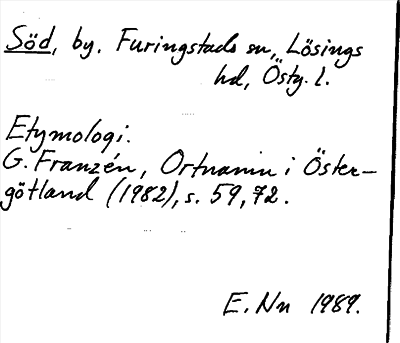 Söd, by. Furingstads sn, Lösings
hd, Östg. l.
Etymologi.
G. Franzén, Ortnamn i Öster-
götland (1982), s. 59, 72.
E. Nn 1989.